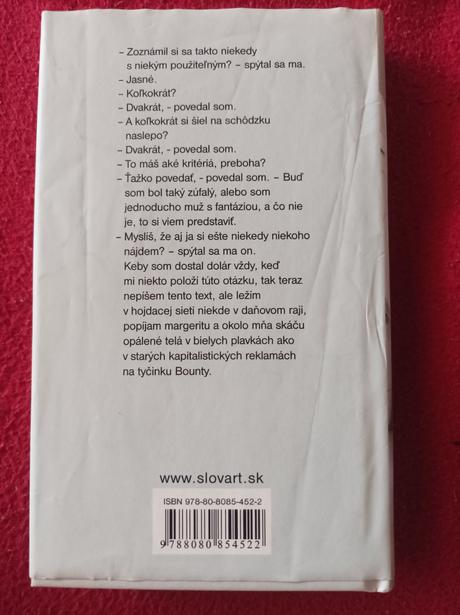 – Zoznámil si sa takto niekedy
s niekým použiteľným? – spýtal sa ma.
– Jasné.
– Koľkokrát?
– Dvakrát, - povedal som.
– A koľkokrát si šiel na schôdzku
naslepo?
– Dvakrát, - povedal som.
– To máš aké kritériá, preboha?
– Ťažko povedať, - povedal som. – Buď
som bol taký zúfalý, alebo som
jednoducho muž s fantáziou, a čo nie
je, to si viem predstaviť.
– Myslíš, že aj ja si ešte niekedy niekoho
nájdem? – spýtal sa ma on.
Keby som dostal dolár vždy, keď
mi niekto položí túto otázku, tak teraz
nepíšem tento text, ale ležím
v hojdacej sieti niekde v daňovom raji,
popíjam margeritu a okolo mňa skáču
opálené telá v bielych plavkách ako
v starých kapitalistických reklamách
na tyčinku Bounty.
www.slovart.sk
ISBN 978-80-8085-452-2
9 788080 854522